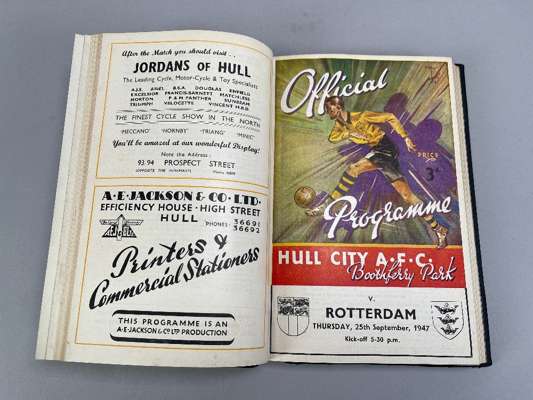 After the Match you should visit . . .
JORDANS OF HULL
The Leading Cycle, Motor-Cycle & Toy Specialists
A.J.S. ARIEL B.S.A. DOUGLAS ENFIELD
EXCELSIOR FRANCIS-BARNETT MATCHLESS
NORTON P & M PANTHER SUNBEAM
TRIUMPH VELOCETTE VINCENT H.R.D.
THE FINEST CYCLE SHOW IN THE NORTH
'MECCANO' 'HORNBY' 'TRIANG' 'MINIC'
You'll be amazed at our wonderful Display!
Note the Address:
93-94 PROSPECT STREET
A·E·JACKSON & CO·LTD·
EFFICIENCY HOUSE · HIGH STREET
HULL
PHONES
36691
36692
Printers &
Commercial Stationers
THIS PROGRAMME IS AN
A·E·JACKSON & CO LTD PRODUCTION
Official
PRICE
3D
Programme
HULL CITY A·F·C·
Boothferry Park
V.
ROTTERDAM
THURSDAY, 25th September, 1947
Kick-off 5-30 p.m.